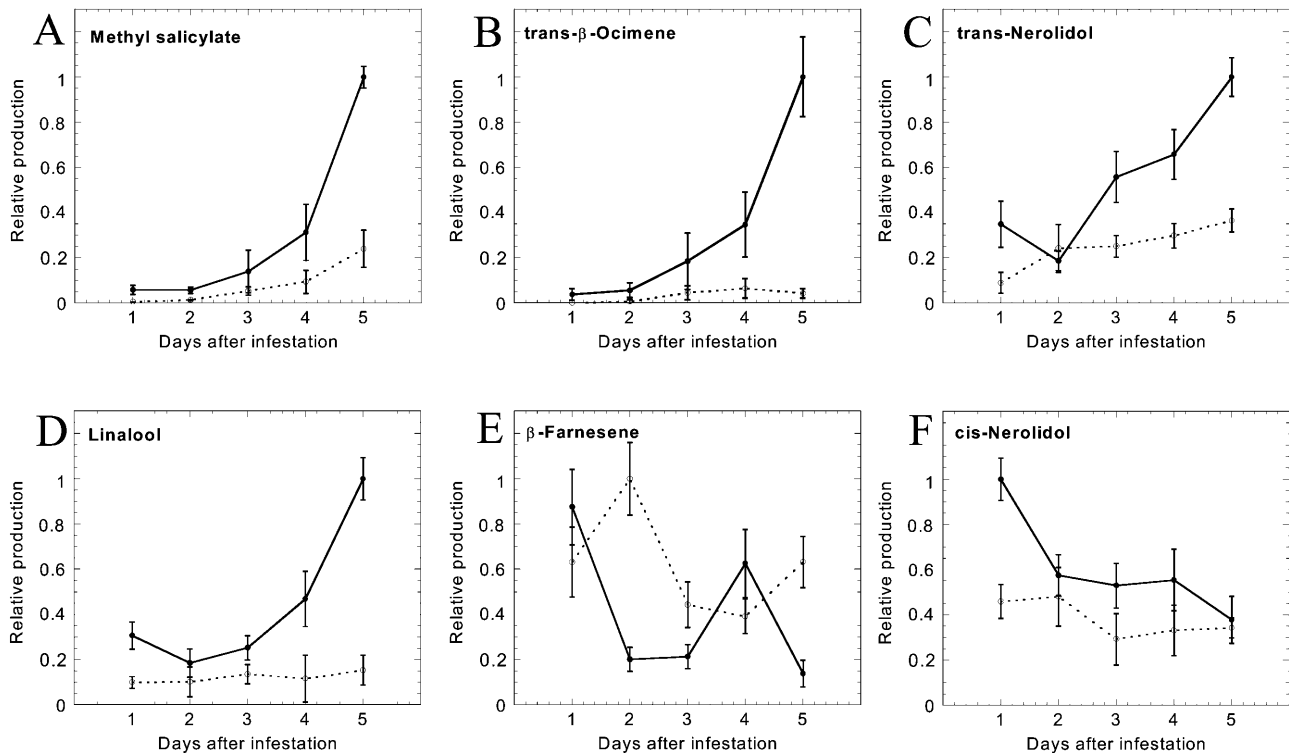 A
Methyl salicylate
Relative production
1
0.8
0.6
0.4
0.2
0
1 2 3 4 5
Days after infestation
B
trans-β-Ocimene
Relative production
1
0.8
0.6
0.4
0.2
0
1 2 3 4 5
Days after infestation
C
trans-Nerolidol
Relative production
1
0.8
0.6
0.4
0.2
0
1 2 3 4 5
Days after infestation
D
Linalool
Relative production
1
0.8
0.6
0.4
0.2
0
1 2 3 4 5
Days after infestation
E
β-Farnesene
Relative production
1
0.8
0.6
0.4
0.2
0
1 2 3 4 5
Days after infestation
F
cis-Nerolidol
Relative production
1
0.8
0.6
0.4
0.2
0
1 2 3 4 5
Days after infestation